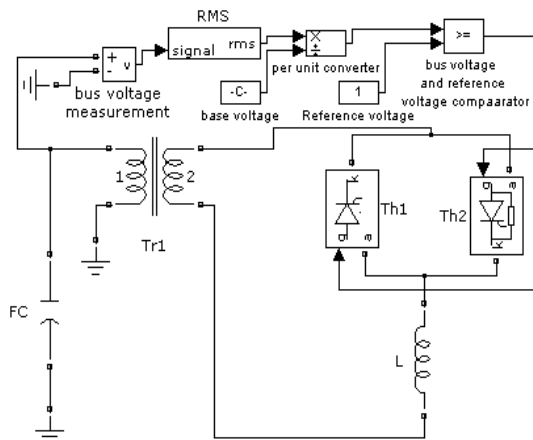 RMS
signal rms
+
-
v
bus voltage
measurement
-C-
base voltage
×
÷
per unit converter
1
Reference voltage
>=
bus voltage
and reference
voltage compaarator
1
2
Tr1
FC
k
g
a
Th1
g
a
k
Th2
L